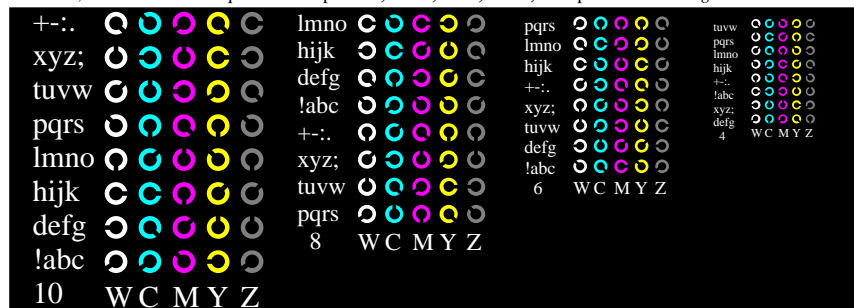 +-:.
xyz;
tuvw
pqrs
lmno
hijk
defg
!abc
10 W C M Y Z
lmno
hijk
defg
!abc
+-:.
xyz;
tuvw
pqrs
8 W C M Y Z
pqrs
lmno
hijk
+-:.
xyz;
tuvw
defg
!abc
6 W C M Y Z
tuvw
pqrs
lmno
hijk
+-:.
!abc
xyz;
defg
4 W C M Y Z